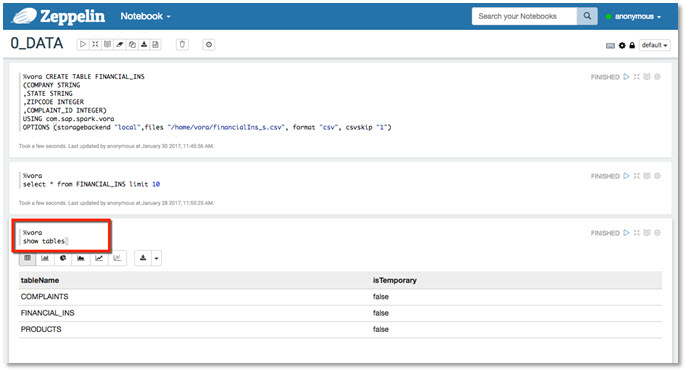 Zeppelin Notebook Search your Notebooks anonymous
0_DATA default
%vora CREATE TABLE FINANCIAL_INS FINISHED
(COMPANY STRING
,STATE STRING
,ZIPCODE INTEGER
,COMPLAINT_ID INTEGER)
USING com.sap.spark.vora
OPTIONS (storagebackend "local",files "/home/vora/financialIns_s.csv", format "csv", csvskip "1")
Took a few seconds. Last updated by anonymous at January 30 2017, 11:45:56 AM.
%vora FINISHED
select * from FINANCIAL_INS limit 10
Took a few seconds. Last updated by anonymous at January 28 2017, 11:53:25 AM.
%vora FINISHED
show tables
tableName isTemporary
COMPLAINTS false
FINANCIAL_INS false
PRODUCTS false